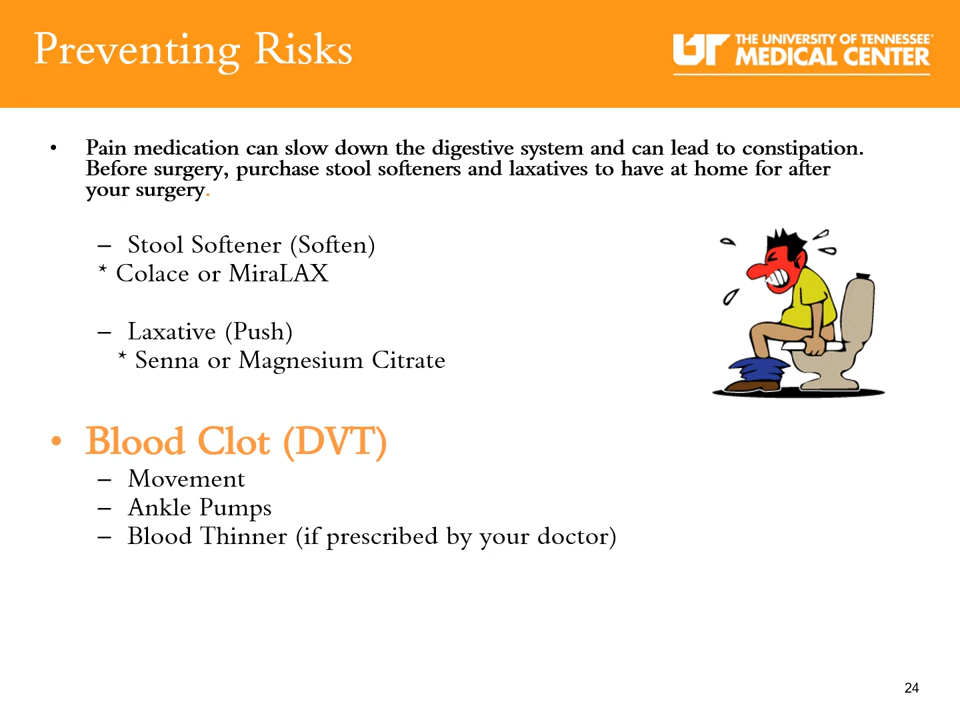 Preventing Risks
UT THE UNIVERSITY OF TENNESSEE
MEDICAL CENTER
• Pain medication can slow down the digestive system and can lead to constipation.
Before surgery, purchase stool softeners and laxatives to have at home for after
your surgery.
– Stool Softener (Soften)
* Colace or MiraLAX
– Laxative (Push)
* Senna or Magnesium Citrate
• Blood Clot (DVT)
– Movement
– Ankle Pumps
– Blood Thinner (if prescribed by your doctor)
24